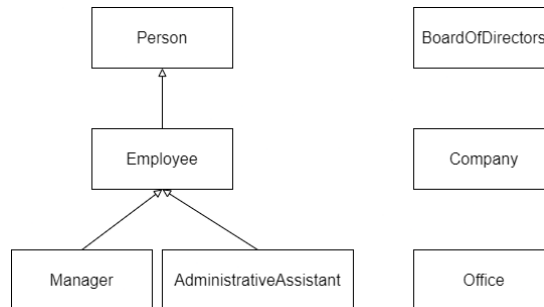 Person
BoardOfDirectors
Employee
Company
Manager
AdministrativeAssistant
Office